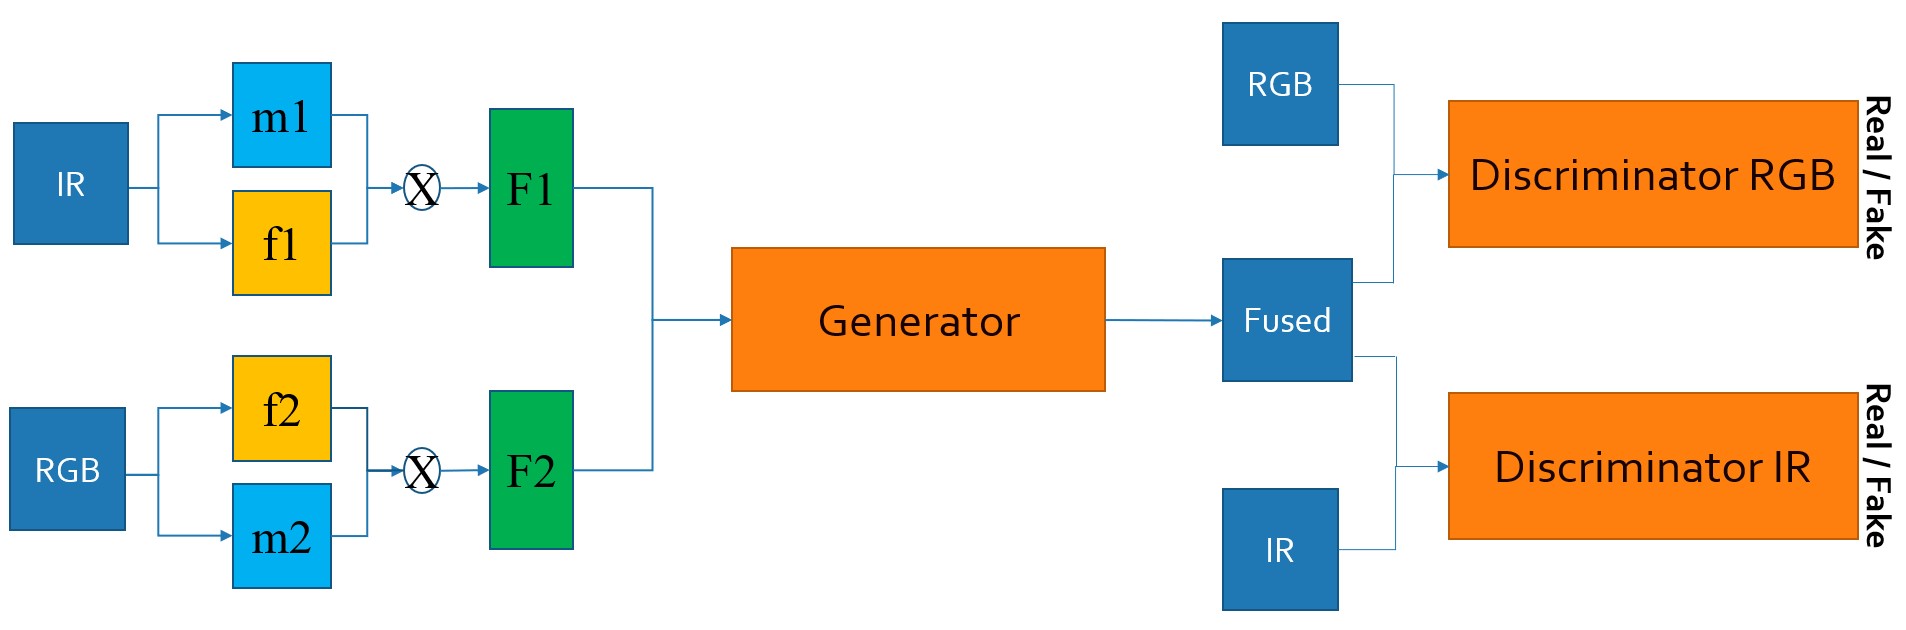 IR
m1
f1
X
F1
RGB
f2
m2
X
F2
Generator
RGB
Fused
IR
Discriminator RGB
Real / Fake
Discriminator IR
Real / Fake